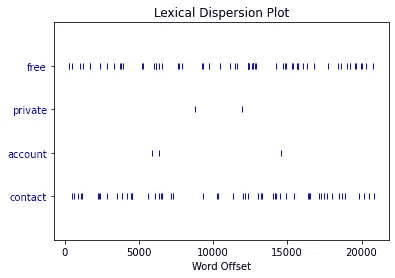 Lexical Dispersion Plot
free
private
account
contact
0 5000 10000 15000 20000
Word Offset